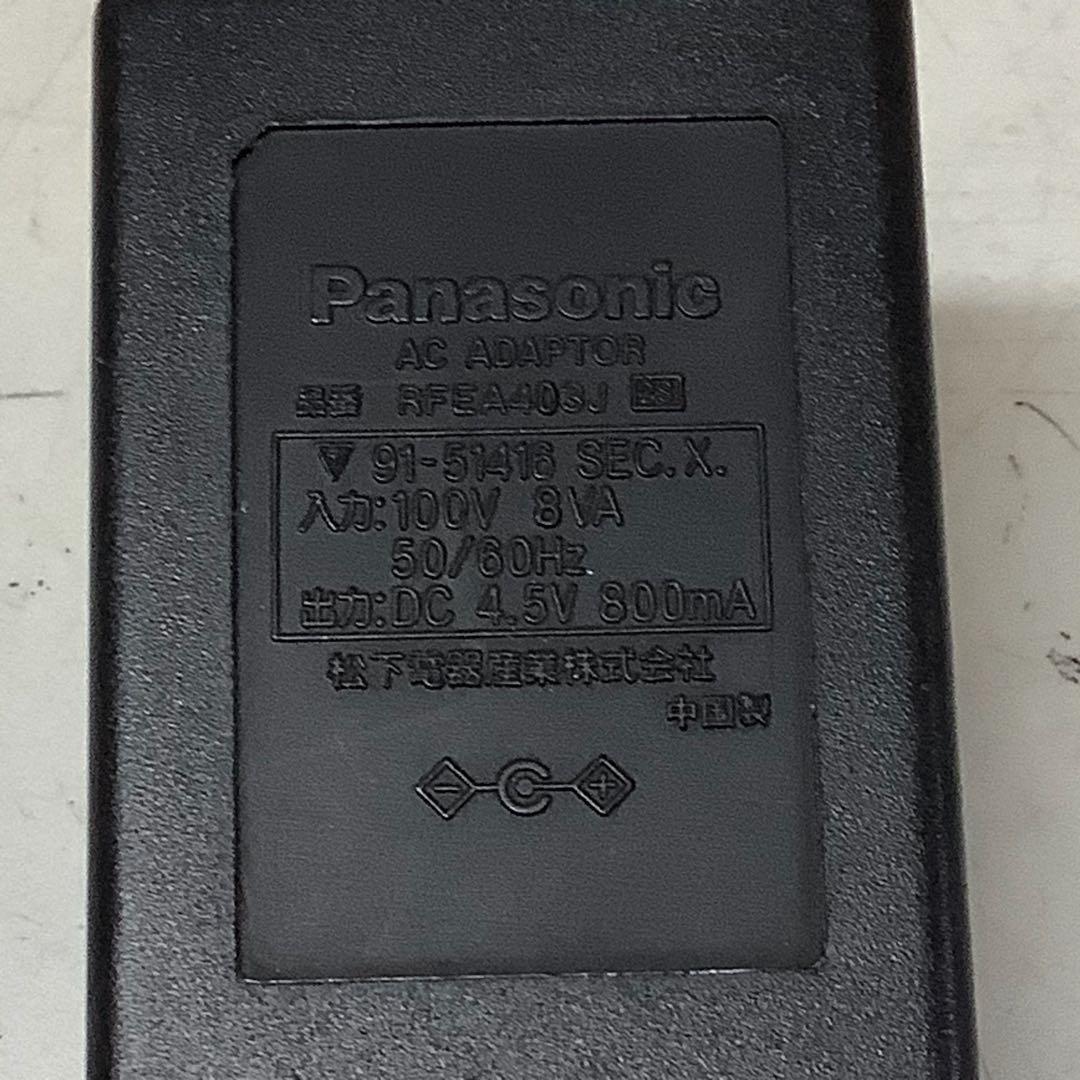 Panasonic
AC ADAPTOR
品番 RFEA403J
91-51416 SEC.X.
入力:100V 8VA
50/60Hz
出力:DC 4.5V 800mA
松下電器産業株式会社
中国製
- +